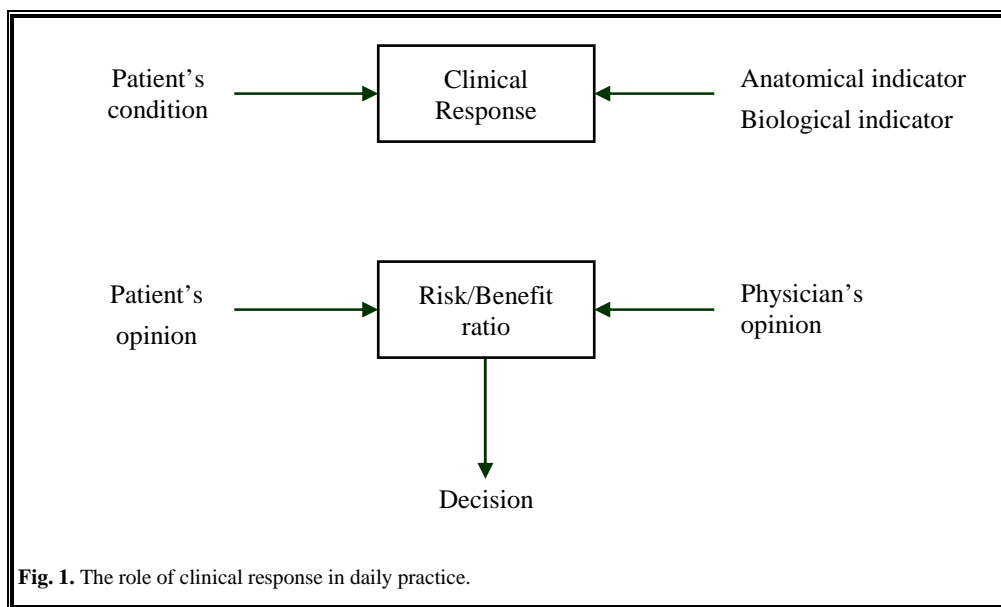 Patient's
condition
Clinical
Response
Anatomical indicator
Biological indicator
Patient's
opinion
Risk/Benefit
ratio
Physician's
opinion
Decision
Fig. 1. The role of clinical response in daily practice.